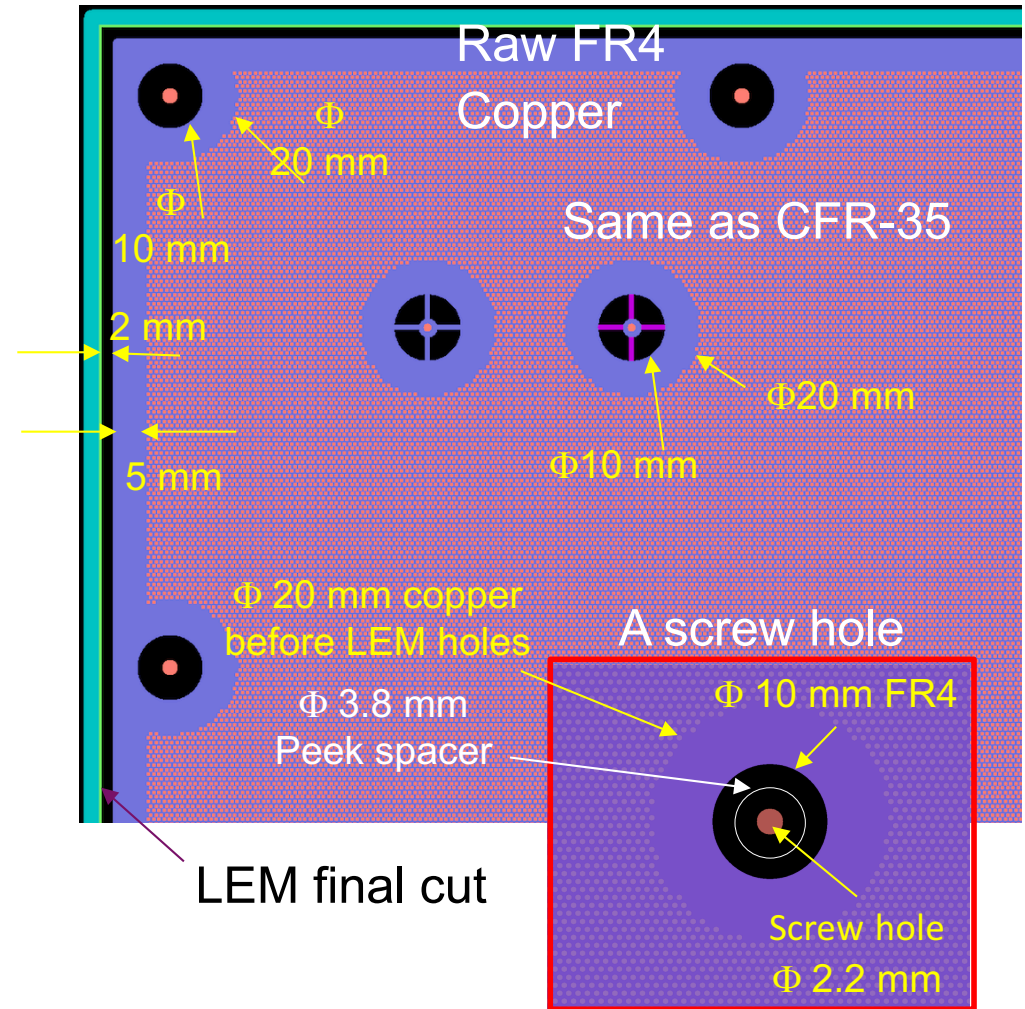 Raw FR4
Copper
Φ
20 mm
Φ
10 mm
Same as CFR-35
2 mm
Φ20 mm
Φ10 mm
5 mm
Φ 20 mm copper
before LEM holes
A screw hole
Φ 10 mm FR4
Φ 3.8 mm
Peek spacer
LEM final cut
Screw hole
Φ 2.2 mm